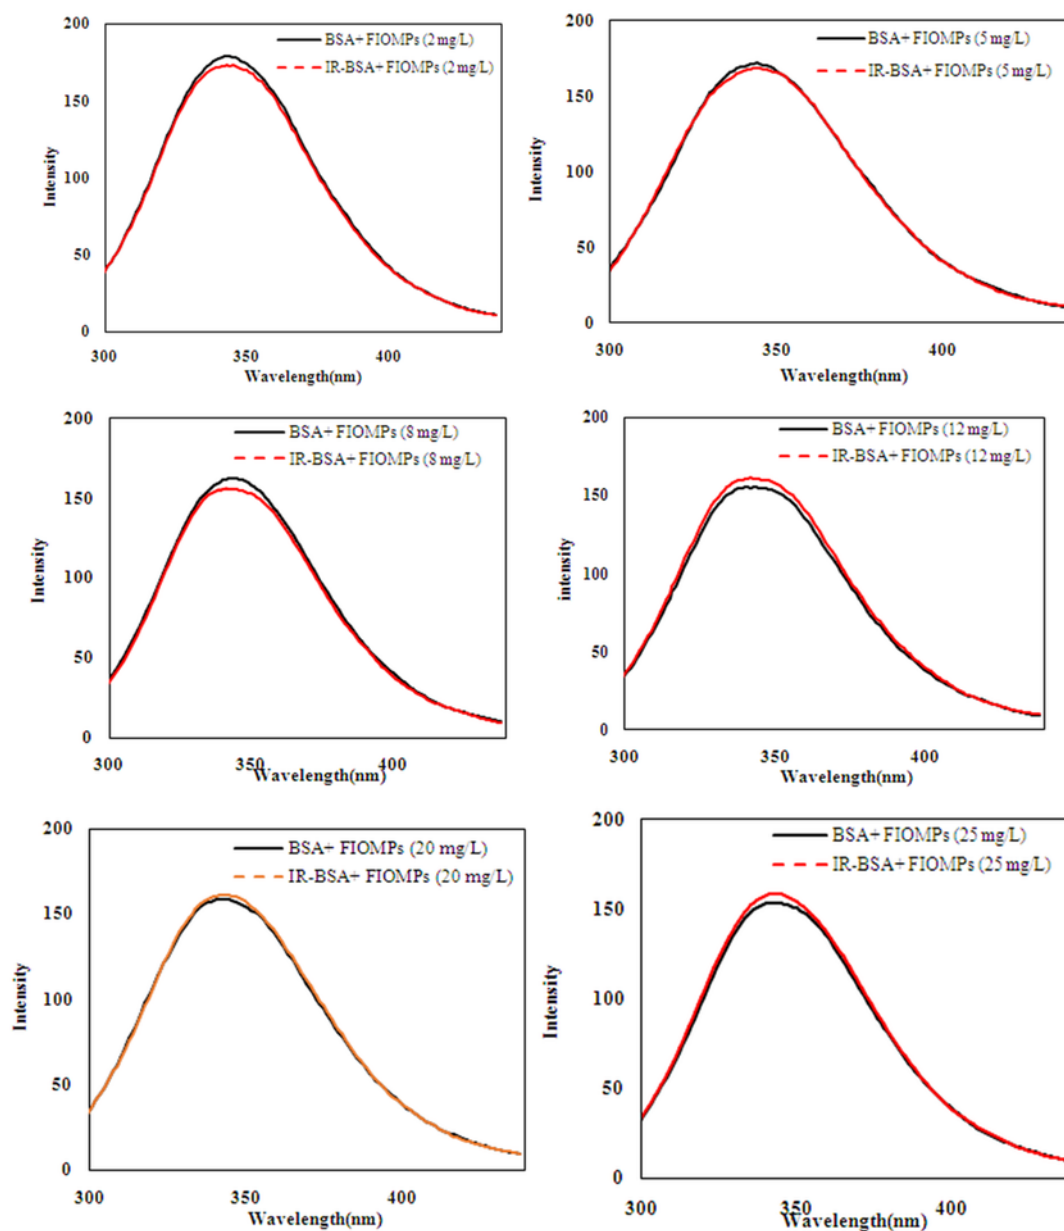 200
150
100
50
0
Intensity
BSA+ FIOMPs (2 mg/L)
IR-BSA+ FIOMPs (2 mg/L)
300 350 400
Wavelength(nm)
200
150
100
50
0
Intensity
BSA+ FIOMPs (5 mg/L)
IR-BSA+ FIOMPs (5 mg/L)
300 350 400
Wavelength(nm)
200
150
100
50
0
Intensity
BSA+ FIOMPs (8 mg/L)
IR-BSA+ FIOMPs (8 mg/L)
300 350 400
Wavelength(nm)
200
150
100
50
0
intensity
BSA+ FIOMPs (12 mg/L)
IR-BSA+ FIOMPs (12 mg/L)
300 350 400
Wavelength(nm)
200
150
100
50
0
Intensity
BSA+ FIOMPs (20 mg/L)
IR-BSA+ FIOMPs (20 mg/L)
300 350 400
Wavelength(nm)
200
150
100
50
0
Intensity
BSA+ FIOMPs (25 mg/L)
IR-BSA+ FIOMPs (25 mg/L)
300 350 400
Wavelength(nm)